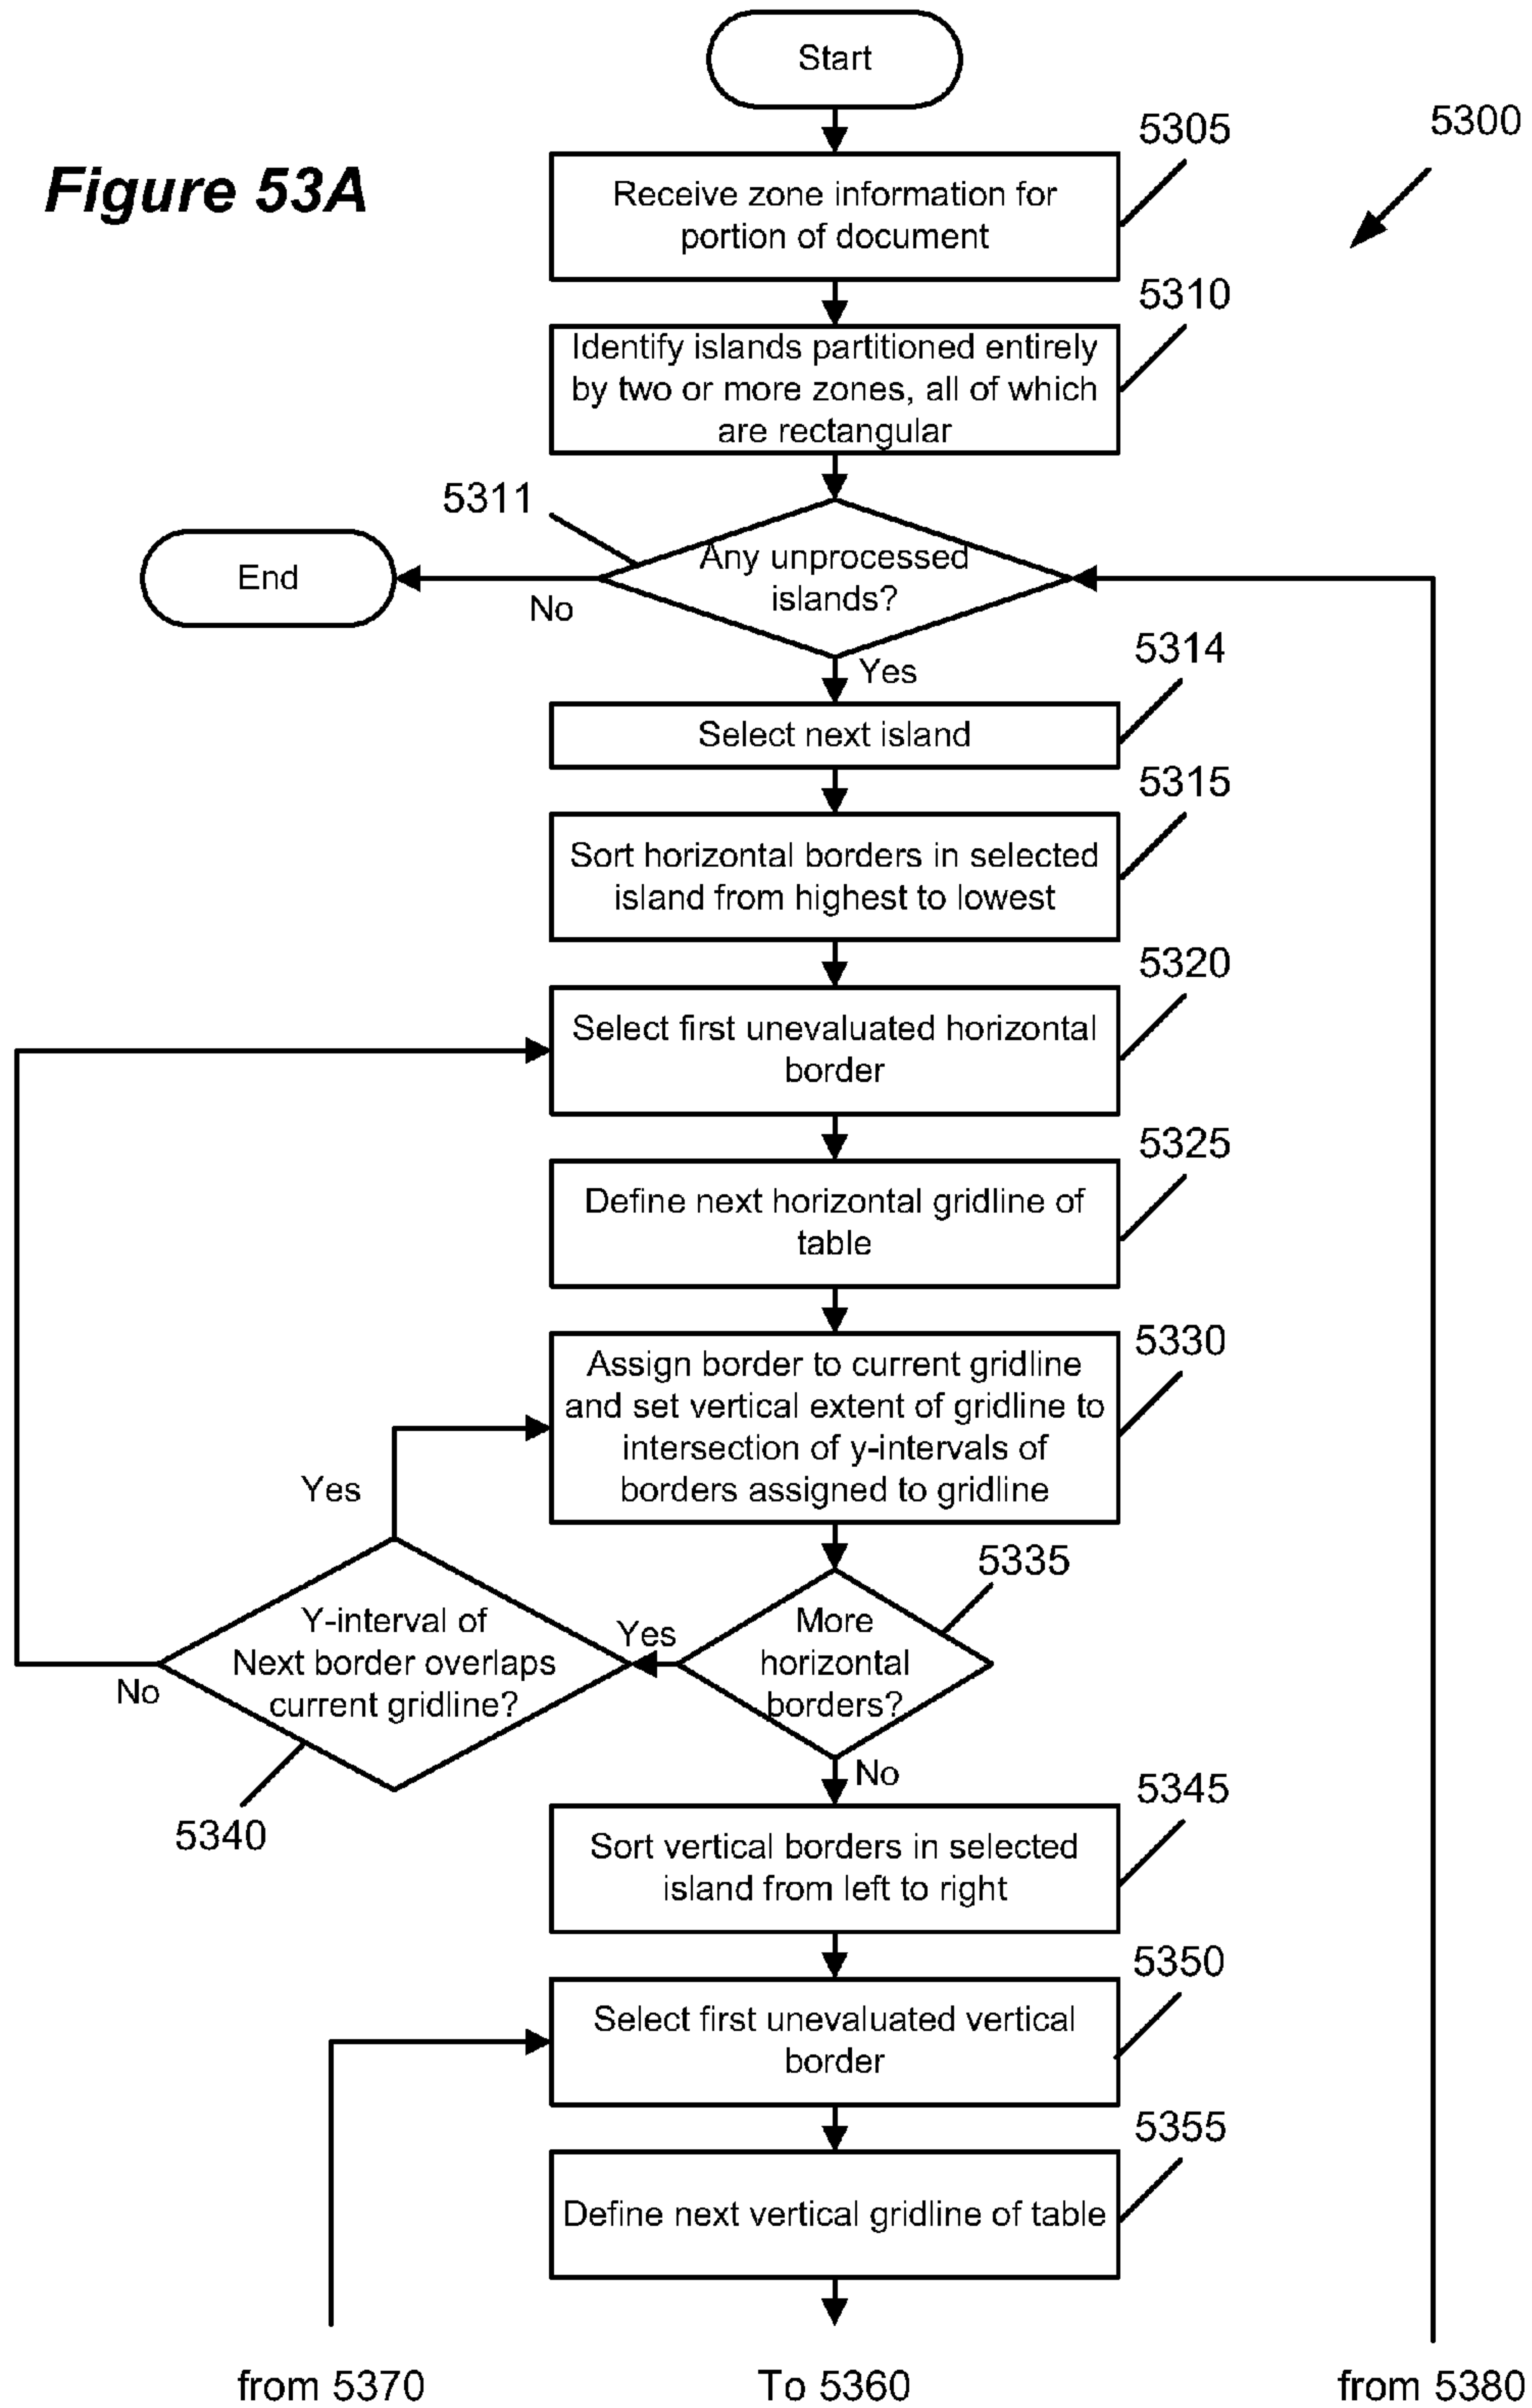 Start
5300
5305
Figure 53A
Receive zone information for
portion of document
5310
Identify islands partitioned entirely
by two or more zones, all of which
are rectangular
5311
Any unprocessed
islands?
End
No
Yes
5314
Select next island
5315
Sort horizontal borders in selected
island from highest to lowest
5320
Select first unevaluated horizontal
border
5325
Define next horizontal gridline of
table
5330
Assign border to current gridline
and set vertical extent of gridline to
intersection of y-intervals of
borders assigned to gridline
Yes
5335
More
horizontal
borders?
Yes
Y-interval of
Next border overlaps
current gridline?
No
No
5340
5345
Sort vertical borders in selected
island from left to right
5350
Select first unevaluated vertical
border
5355
Define next vertical gridline of table
from 5370
To 5360
from 5380